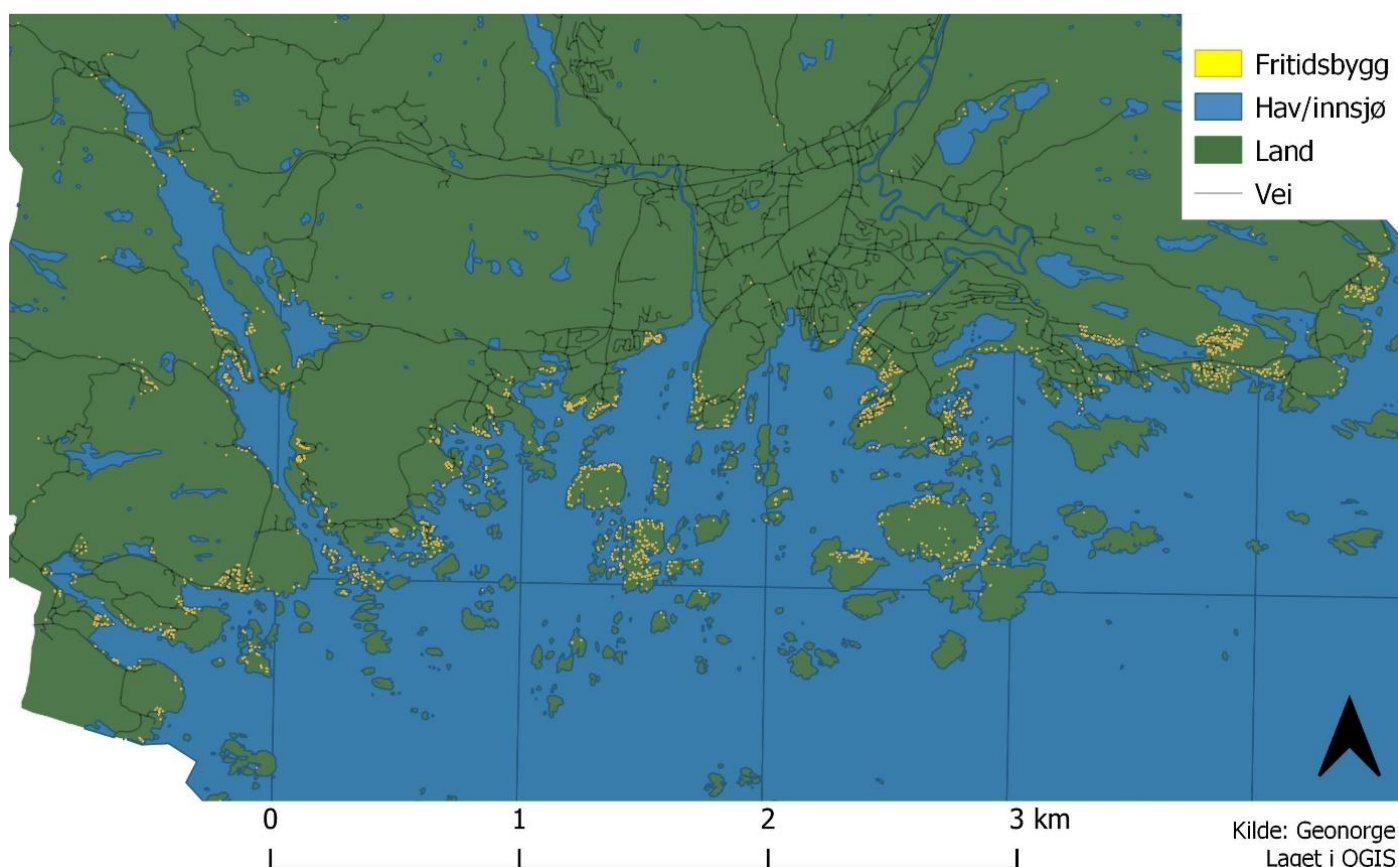 Fritidsbygg
Hav/innsjø
Land
Vei
0 1 2 3 km
Kilde: Geonorge
Laget i QGIS